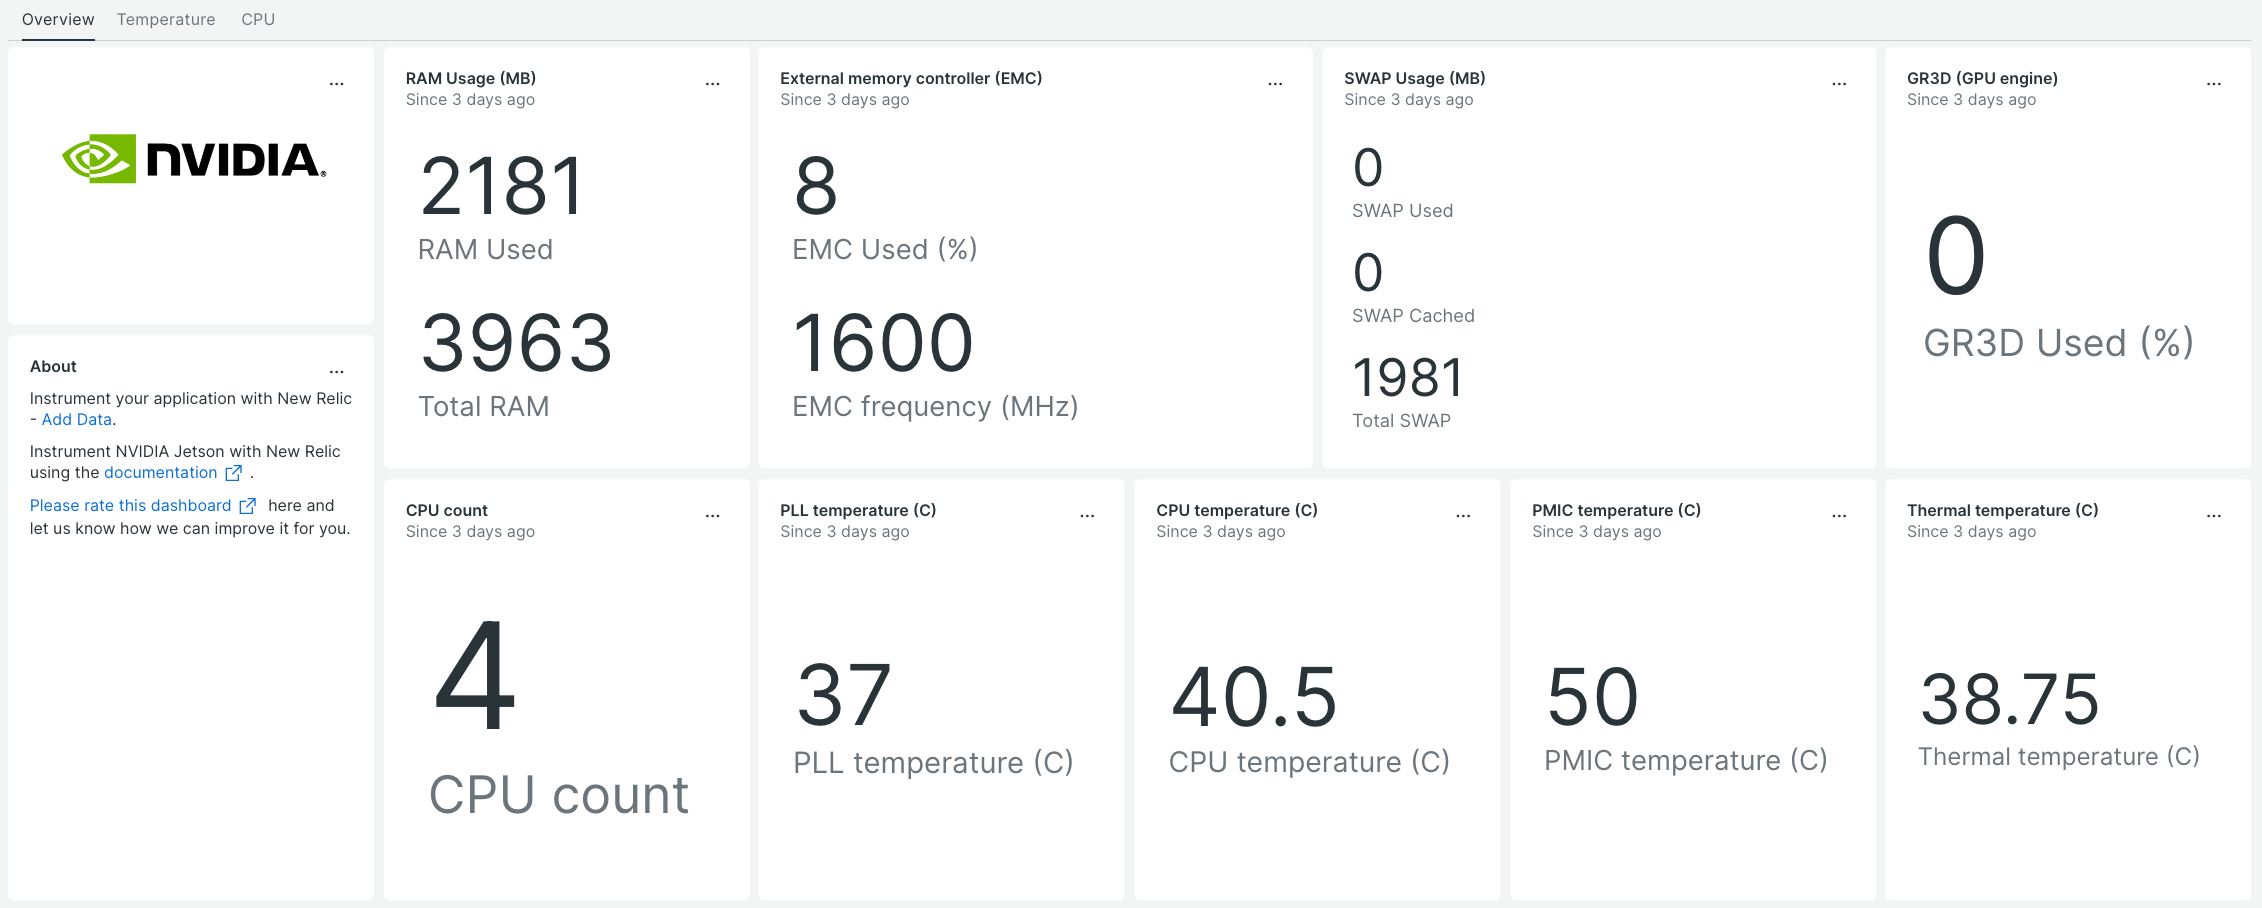 Overview
Temperature
CPU
...
NVIDIA®
About
...
Instrument your application with New Relic
- Add Data.
Instrument NVIDIA Jetson with New Relic
using the documentation .
Please rate this dashboard here and
let us know how we can improve it for you.
RAM Usage (MB)
...
Since 3 days ago
2181
RAM Used
3963
Total RAM
External memory controller (EMC)
...
Since 3 days ago
8
EMC Used (%)
1600
EMC frequency (MHz)
SWAP Usage (MB)
...
Since 3 days ago
0
SWAP Used
0
SWAP Cached
1981
Total SWAP
GR3D (GPU engine)
...
Since 3 days ago
0
GR3D Used (%)
CPU count
...
Since 3 days ago
4
CPU count
PLL temperature (C)
...
Since 3 days ago
37
PLL temperature (C)
CPU temperature (C)
...
Since 3 days ago
40.5
CPU temperature (C)
PMIC temperature (C)
...
Since 3 days ago
50
PMIC temperature (C)
Thermal temperature (C)
...
Since 3 days ago
38.75
Thermal temperature (C)